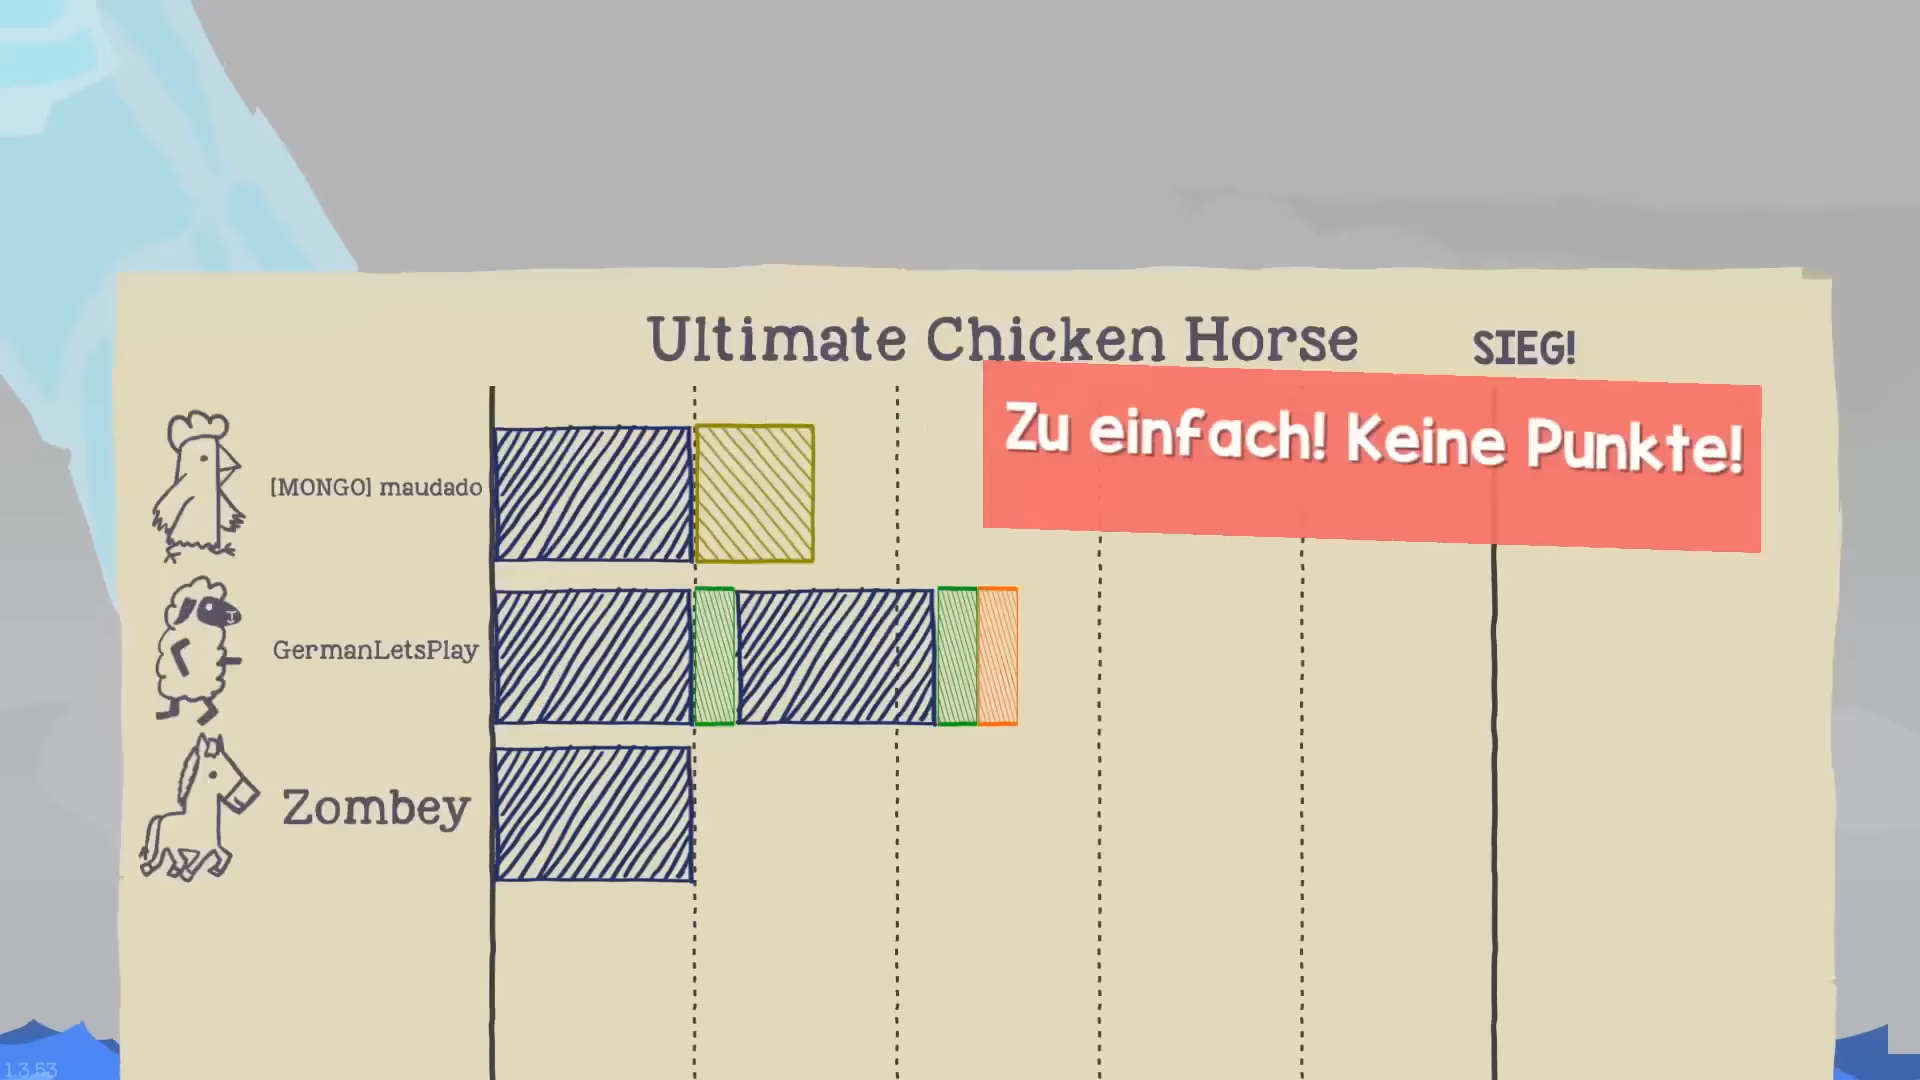 Ultimate Chicken Horse
SIEG!
Zu einfach! Keine Punkte!
[MONGO] maudado
GermanLetsPlay
Zombey
1.3.53